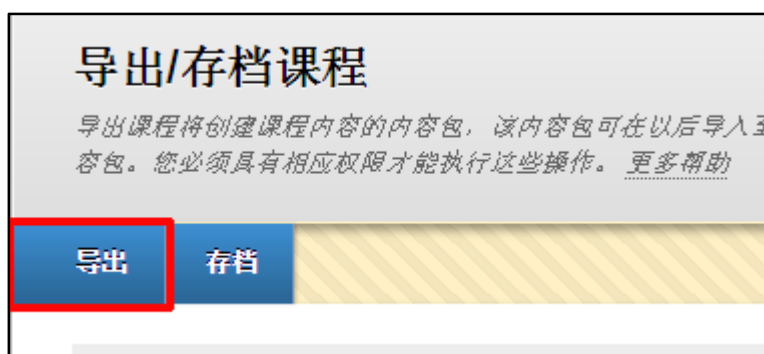 导出/存档课程
导出课程将创建课程内容的内容包，该内容包可在以后导入至
容包。您必须具有相应权限才能执行这些操作。 更多帮助
导出 存档